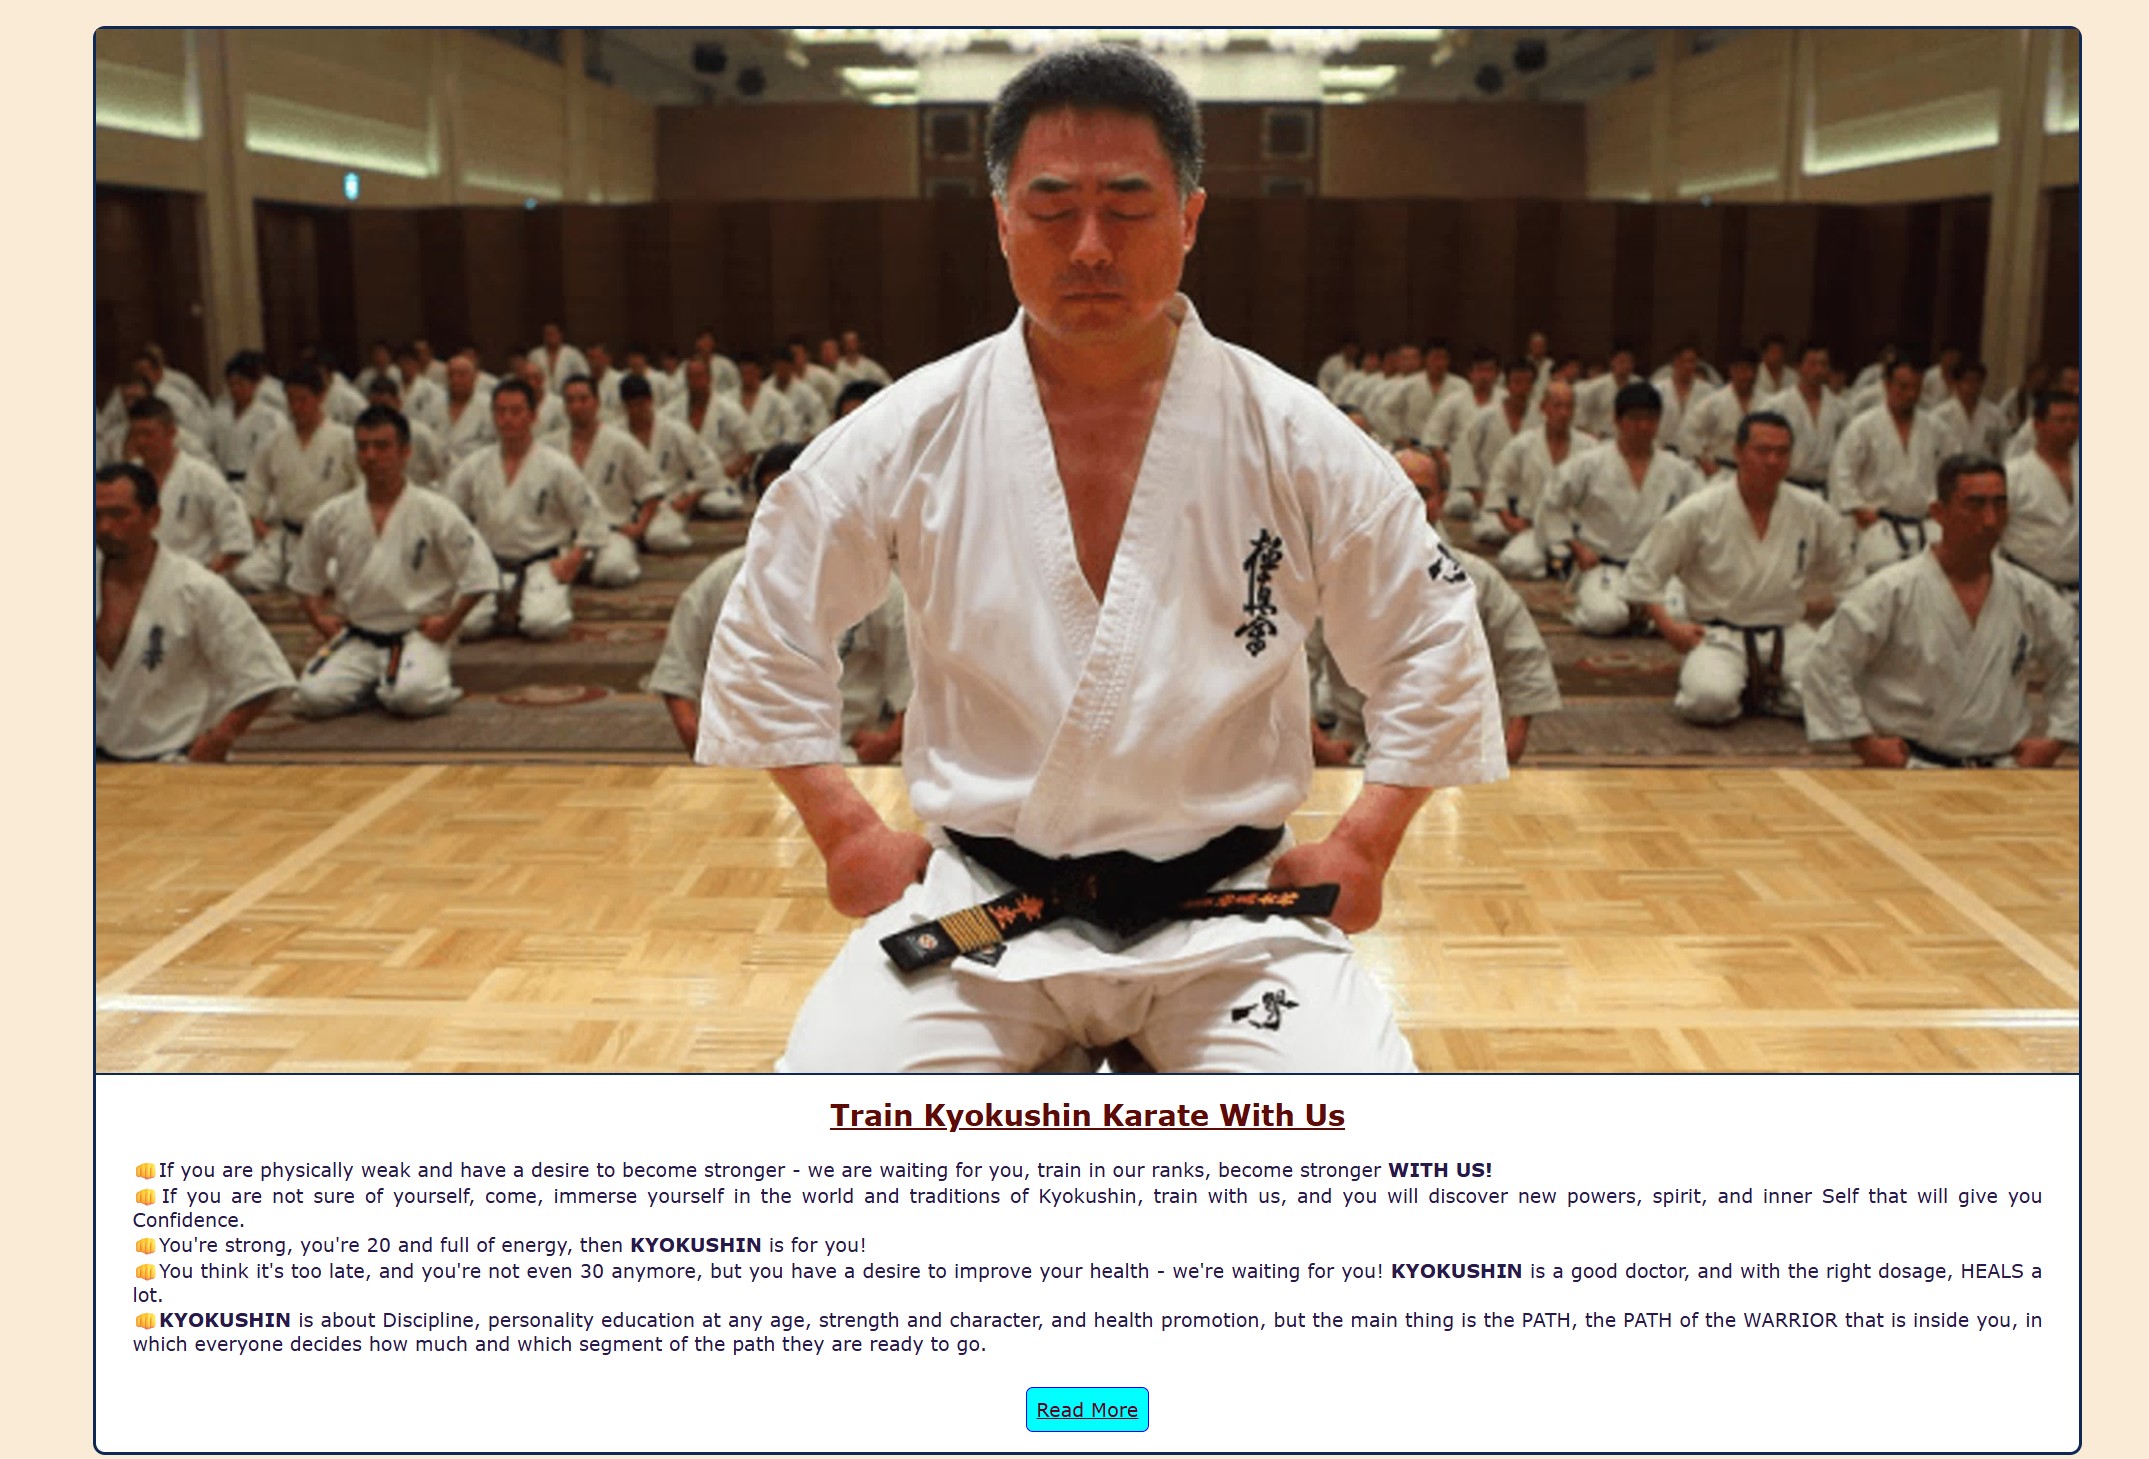 極真会
Train Kyokushin Karate With Us
👊If you are physically weak and have a desire to become stronger - we are waiting for you, train in our ranks, become stronger WITH US!
👊If you are not sure of yourself, come, immerse yourself in the world and traditions of Kyokushin, train with us, and you will discover new powers, spirit, and inner Self that will give you
Confidence.
👊You're strong, you're 20 and full of energy, then KYOKUSHIN is for you!
👊You think it's too late, and you're not even 30 anymore, but you have a desire to improve your health - we're waiting for you! KYOKUSHIN is a good doctor, and with the right dosage, HEALS a
lot.
👊KYOKUSHIN is about Discipline, personality education at any age, strength and character, and health promotion, but the main thing is the PATH, the PATH of the WARRIOR that is inside you, in
which everyone decides how much and which segment of the path they are ready to go.
Read More